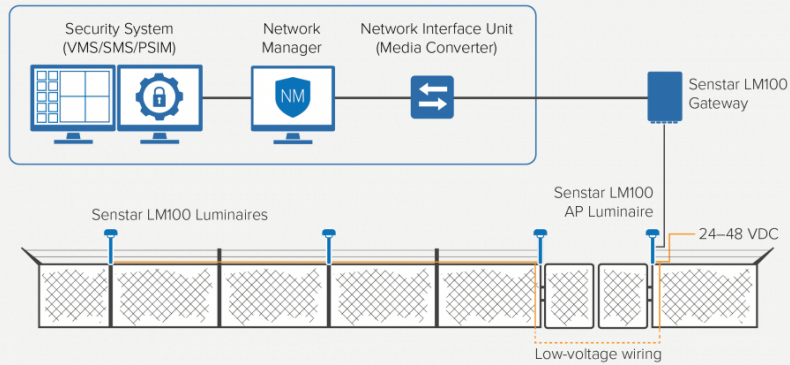 Security System
(VMS/SMS/PSIM)
Network
Manager
Network Interface Unit
(Media Converter)
NM
Senstar LM100
Gateway
Senstar LM100
AP Luminaire
Senstar LM100 Luminaires
24–48 VDC
Low-voltage wiring